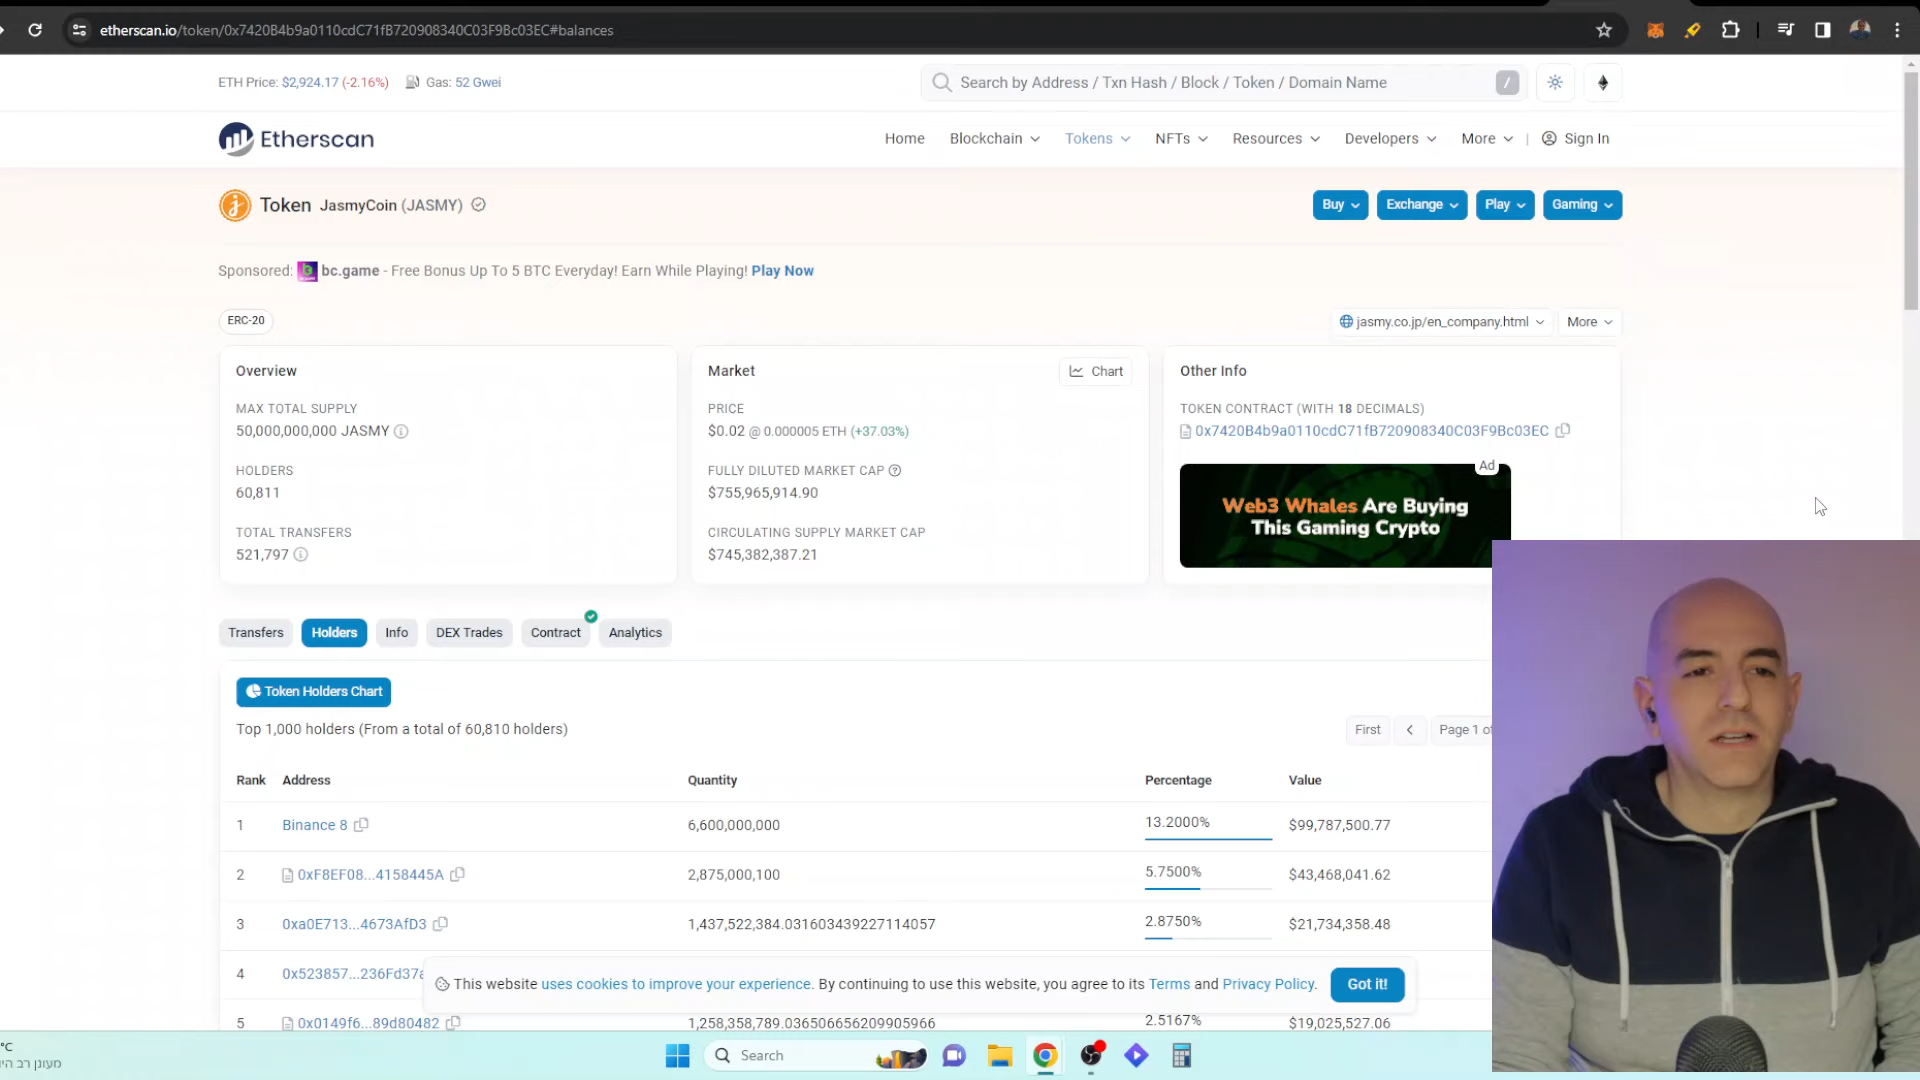 etherscan.io/token/0x7420B4b9a0110cdC71fB720908340C03F9Bc03EC#balances
ETH Price: $2,924.17 (-2.16%) Gas: 52 Gwei
Search by Address / Txn Hash / Block / Token / Domain Name /
Etherscan
Home Blockchain Tokens NFTs Resources Developers More | Sign In
Token JasmyCoin (JASMY)
Buy Exchange Play Gaming
Sponsored: bc.game - Free Bonus Up To 5 BTC Everyday! Earn While Playing! Play Now
ERC-20
jasmy.co.jp/en_company.html More
Overview
MAX TOTAL SUPPLY
50,000,000,000 JASMY
HOLDERS
60,811
TOTAL TRANSFERS
521,797
Market
Chart
PRICE
$0.02 @ 0.000005 ETH (+37.03%)
FULLY DILUTED MARKET CAP
$755,965,914.90
CIRCULATING SUPPLY MARKET CAP
$745,382,387.21
Other Info
TOKEN CONTRACT (WITH 18 DECIMALS)
0x7420B4b9a0110cdC71fB720908340C03F9Bc03EC
Ad
Web3 Whales Are Buying
This Gaming Crypto
Transfers Holders Info DEX Trades Contract Analytics
Token Holders Chart
Top 1,000 holders (From a total of 60,810 holders)
First Page 1 of
Rank Address Quantity Percentage Value
1 Binance 8 6,600,000,000 13.2000% $99,787,500.77
2 0xF8EF08...4158445A 2,875,000,100 5.7500% $43,468,041.62
3 0xa0E713...4673AfD3 1,437,522,384.031603439227114057 2.8750% $21,734,358.48
4 0x523857...236Fd37a
This website uses cookies to improve your experience. By continuing to use this website, you agree to its Terms and Privacy Policy. Got it!
5 0x0149f6...89d80482 1,258,358,789.036506656209905966 2.5167% $19,025,527.06
°C
מעונן רב הי
Search